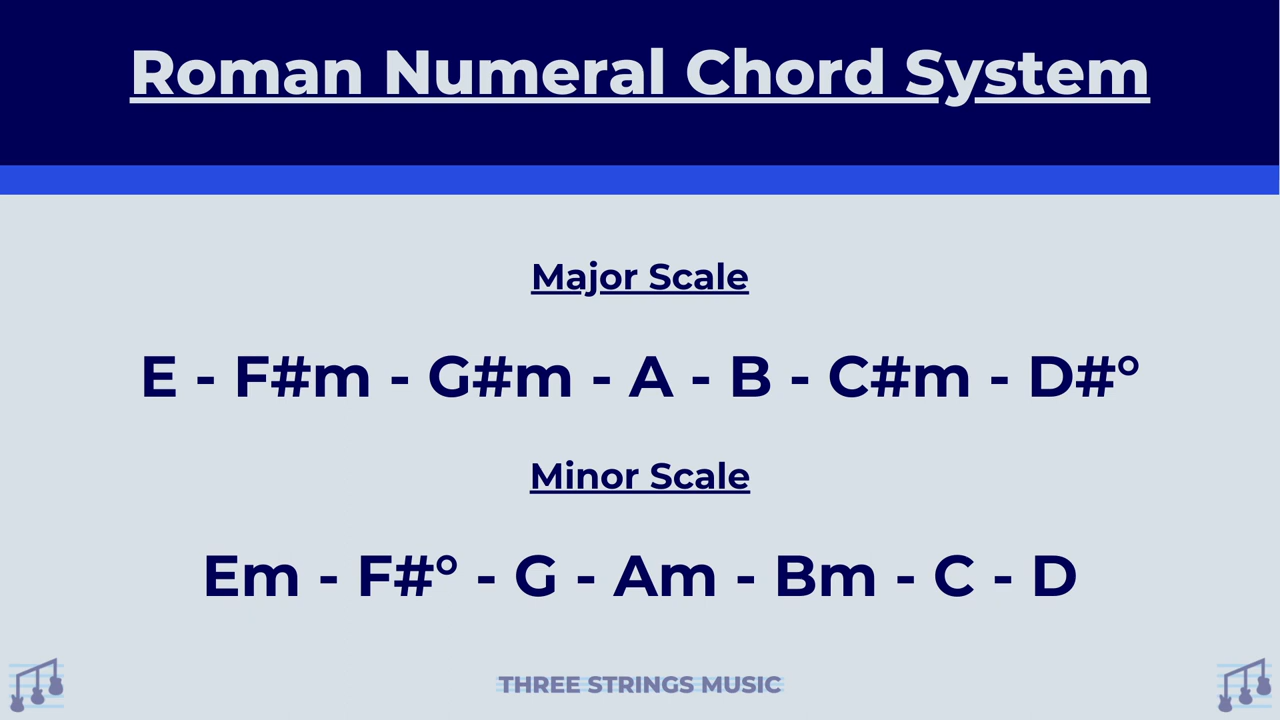 Roman Numeral Chord System
Major Scale
E - F#m - G#m - A - B - C#m - D#°
Minor Scale
Em - F#° - G - Am - Bm - C - D
THREE STRINGS MUSIC